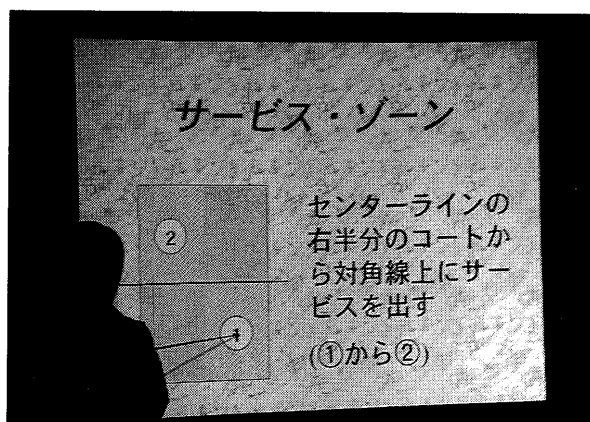 サービス・ゾーン
②
センターラインの
右半分のコートか
ら対角線上にサー
ビスを出す
①
(①から②)